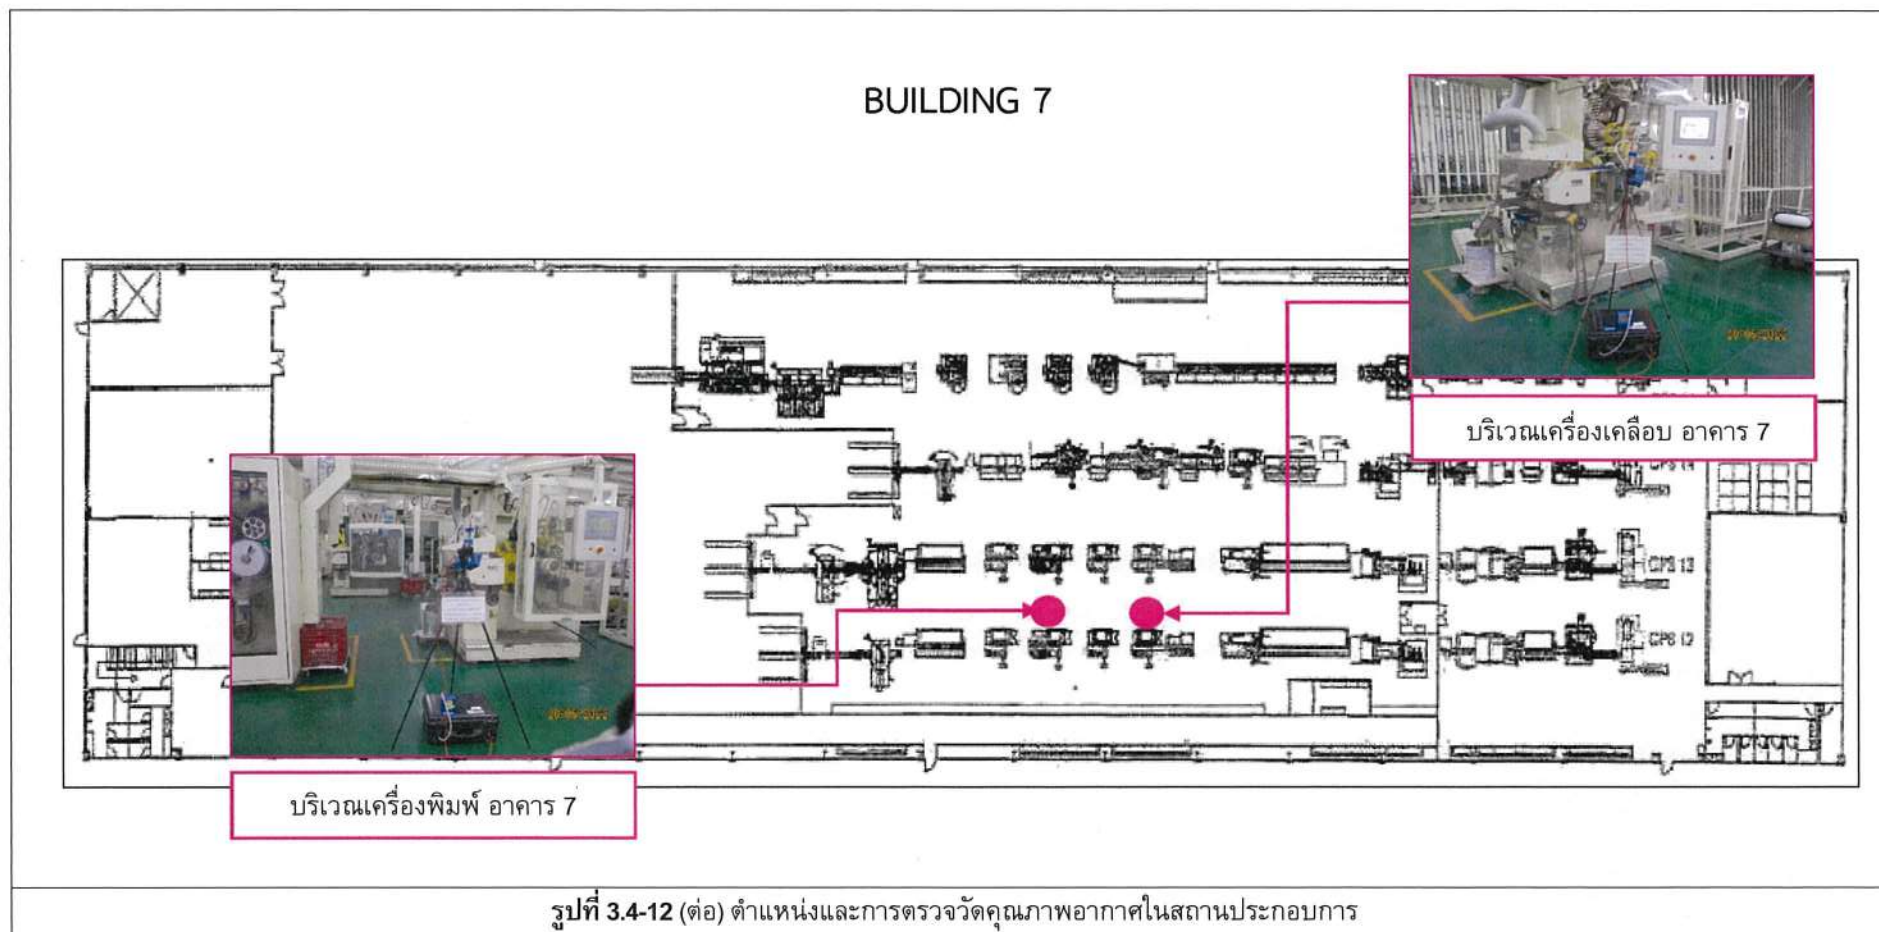 BUILDING 7
บริเวณเครื่องเคลือบ อาคาร 7
บริเวณเครื่องพิมพ์ อาคาร 7
รูปที่ 3.4-12 (ต่อ) ตำแหน่งและการตรวจวัดคุณภาพอากาศในสถานประกอบการ